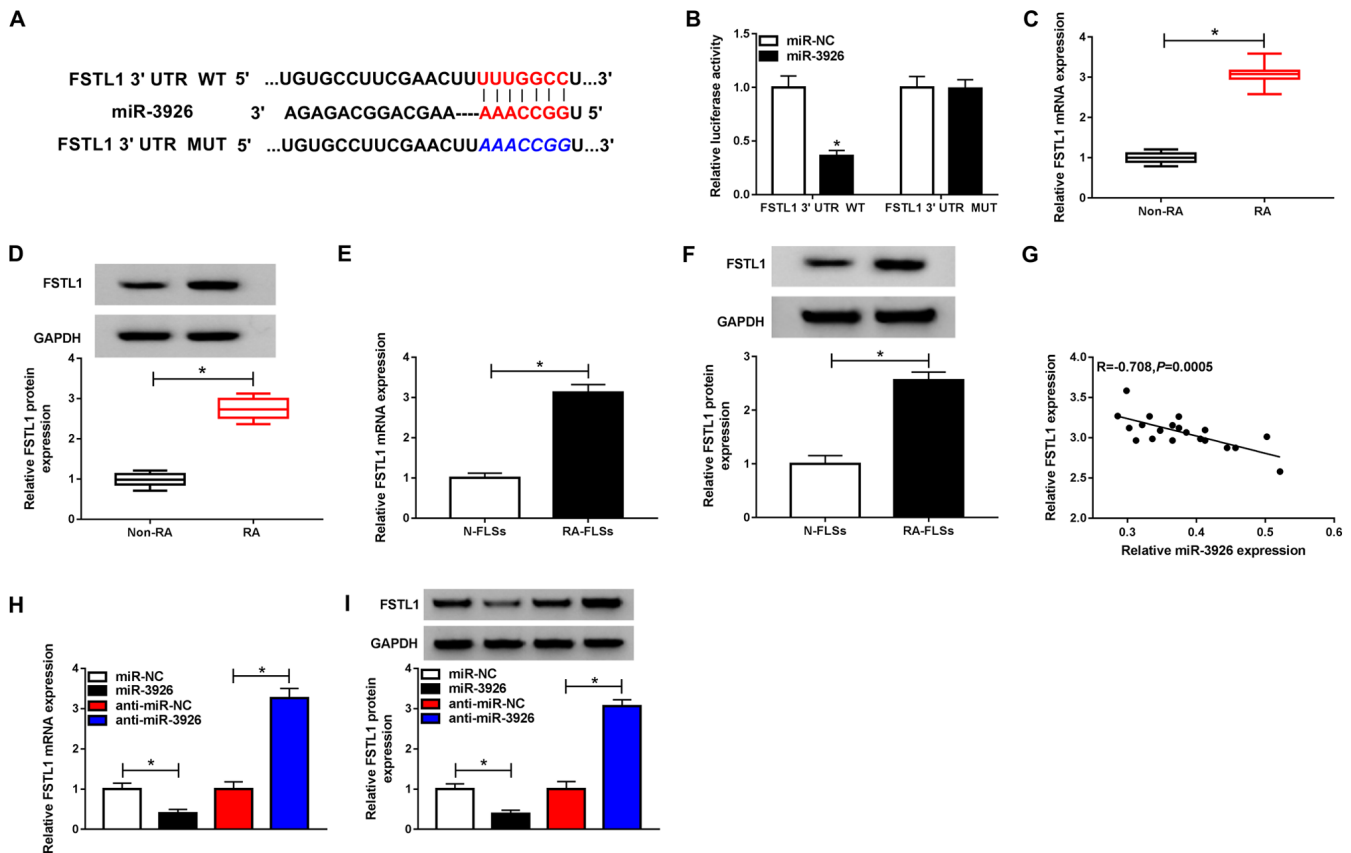 A
FSTL1 3' UTR WT 5' ...UGUGCCUUCGAACUUUUUGGCCU...3'
miR-3926 3' AGAGACGGACGAA----AAACCGGU 5'
FSTL1 3' UTR MUT 5' ...UGUGCCUUCGAACUUAAACCGGU...3'
B
Relative luciferase activity
1.5
1.0
0.5
0.0
miR-NC
miR-3926
*
FSTL1 3' UTR WT
FSTL1 3' UTR MUT
C
Relative FSTL1 mRNA expression
4
3
2
1
0
*
Non-RA
RA
D
FSTL1
GAPDH
Relative FSTL1 protein
expression
4
3
2
1
0
*
Non-RA
RA
E
Relative FSTL1 mRNA expression
4
3
2
1
0
*
N-FLSs
RA-FLSs
F
FSTL1
GAPDH
Relative FSTL1 protein
expression
3
2
1
0
*
N-FLSs
RA-FLSs
G
Relative FSTL1 expression
4.0
3.5
3.0
2.5
2.0
R=-0.708,P=0.0005
0.3
0.4
0.5
0.6
Relative miR-3926 expression
H
Relative FSTL1 mRNA expression
4
3
2
1
0
miR-NC
miR-3926
anti-miR-NC
anti-miR-3926
*
*
I
FSTL1
GAPDH
Relative FSTL1 protein
expression
4
3
2
1
0
miR-NC
miR-3926
anti-miR-NC
anti-miR-3926
*
*